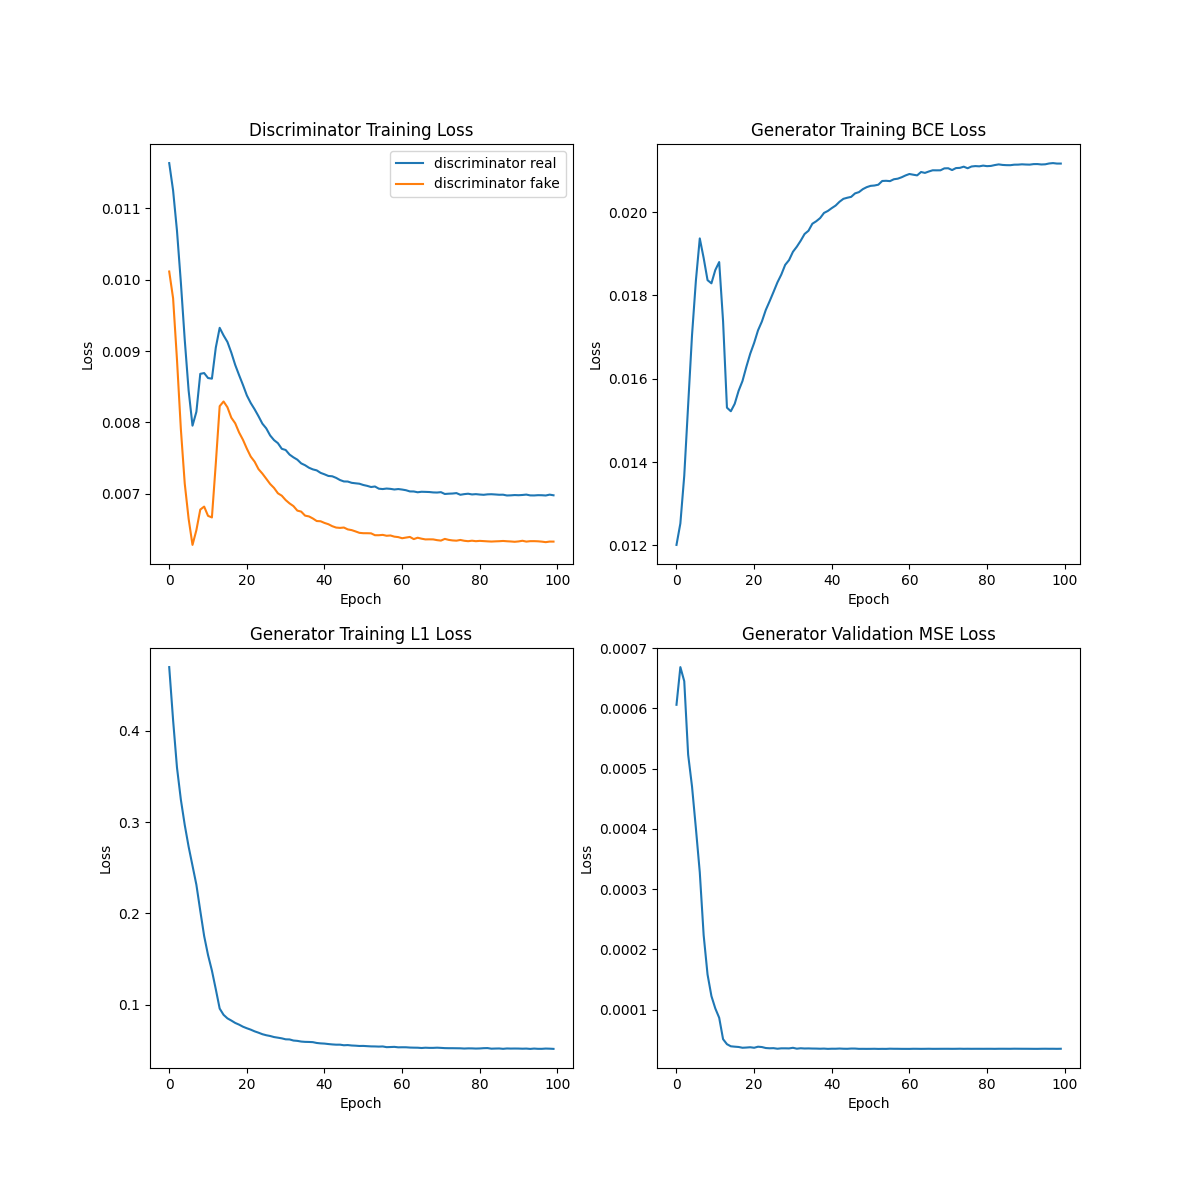 Discriminator Training Loss
discriminator real
discriminator fake
0.011
0.010
0.009
0.008
0.007
Loss
0 20 40 60 80 100
Epoch
Generator Training BCE Loss
0.020
0.018
0.016
0.014
0.012
Loss
0 20 40 60 80 100
Epoch
Generator Training L1 Loss
0.4
0.3
0.2
0.1
Loss
0 20 40 60 80 100
Epoch
Generator Validation MSE Loss
0.0007
0.0006
0.0005
0.0004
0.0003
0.0002
0.0001
Loss
0 20 40 60 80 100
Epoch